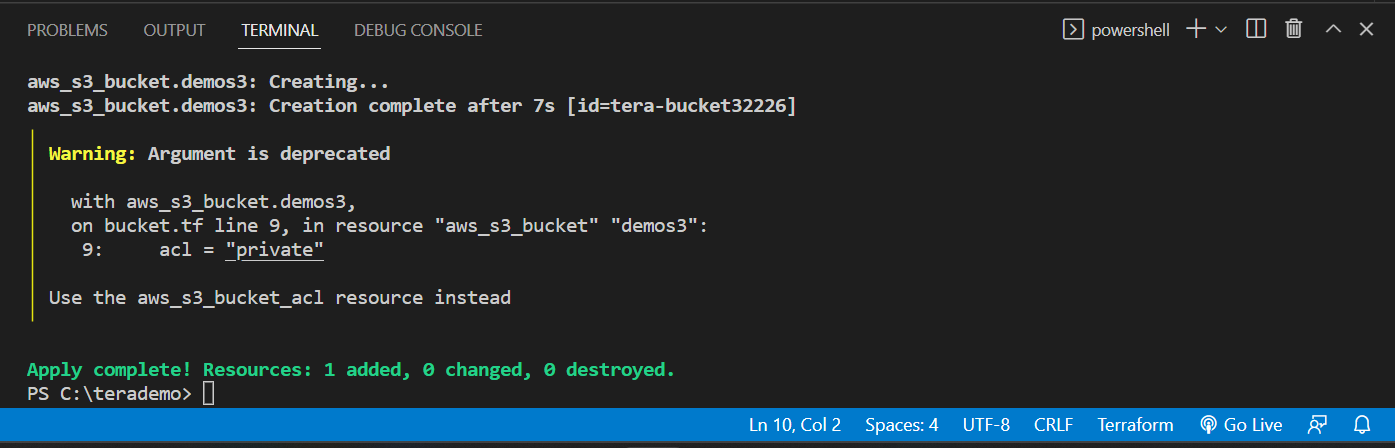 PROBLEMS OUTPUT TERMINAL DEBUG CONSOLE powershell
aws_s3_bucket.demos3: Creating...
aws_s3_bucket.demos3: Creation complete after 7s [id=tera-bucket32226]
Warning: Argument is deprecated
with aws_s3_bucket.demos3,
on bucket.tf line 9, in resource "aws_s3_bucket" "demos3":
9: acl = "private"
Use the aws_s3_bucket_acl resource instead
Apply complete! Resources: 1 added, 0 changed, 0 destroyed.
PS C:\terademo>
Ln 10, Col 2 Spaces: 4 UTF-8 CRLF Terraform Go Live